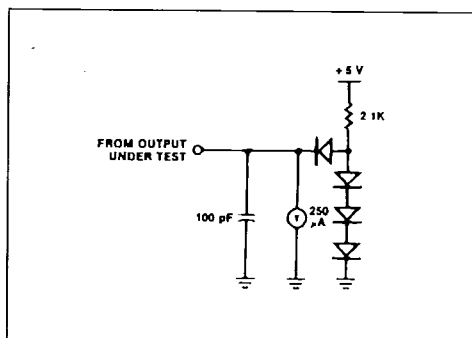 +5 V
2 1K
FROM OUTPUT
UNDER TEST
100 pF
250
μA